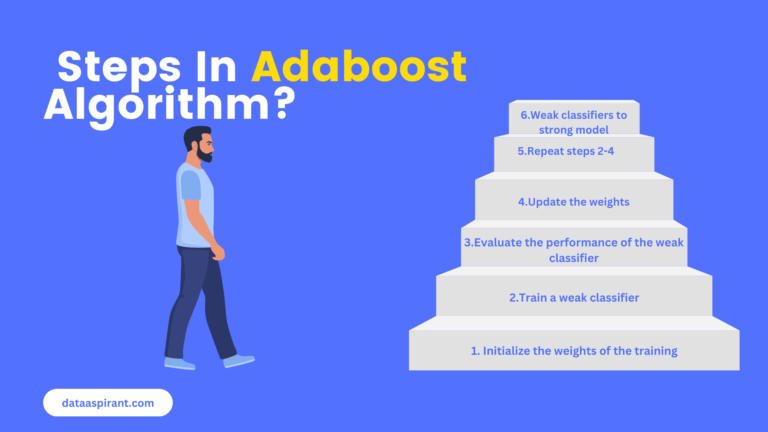 Steps In Adaboost
Algorithm?
6.Weak classifiers to
strong model
5.Repeat steps 2-4
4.Update the weights
3.Evaluate the performance of the weak
classifier
2.Train a weak classifier
1. Initialize the weights of the training
dataaspirant.com